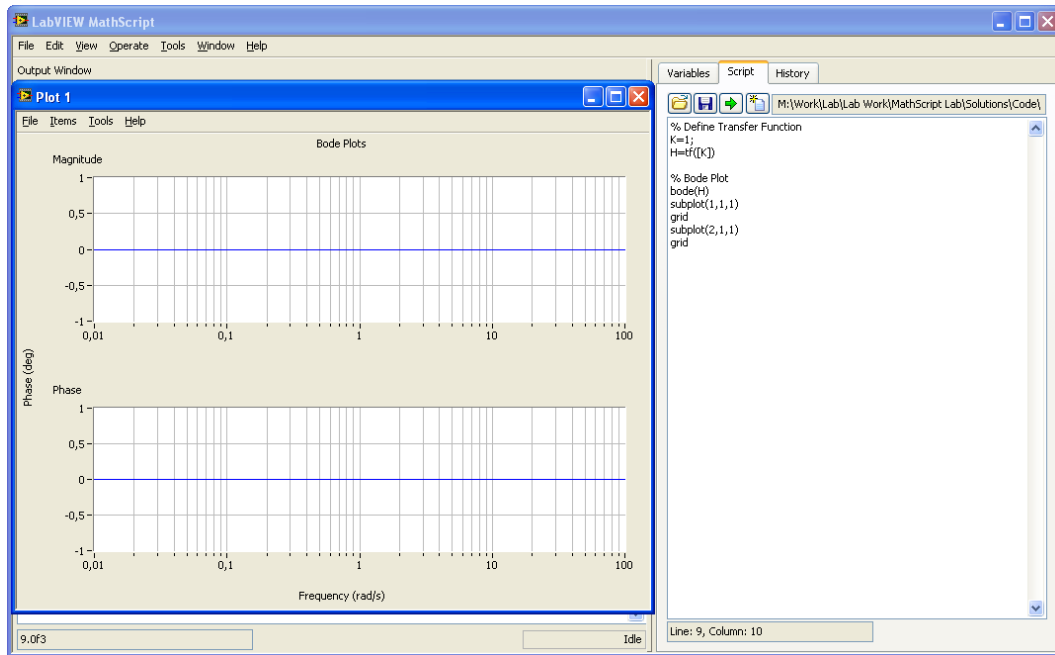 LabVIEW MathScript
File Edit View Operate Tools Window Help
Output Window
Plot 1
File Items Tools Help
Bode Plots
Magnitude
1
0,5
0
-0,5
-1
0,01 0,1 1 10 100
Phase (deg)
Phase
1
0,5
0
-0,5
-1
0,01 0,1 1 10 100
Frequency (rad/s)
9.0f3
Idle
Variables Script History
M:\Work\Lab\Lab Work\MathScript Lab\Solutions\Code\
% Define Transfer Function
K=1;
H=tf([K])
% Bode Plot
bode(H)
subplot(1,1,1)
grid
subplot(2,1,1)
grid
Line: 9, Column: 10